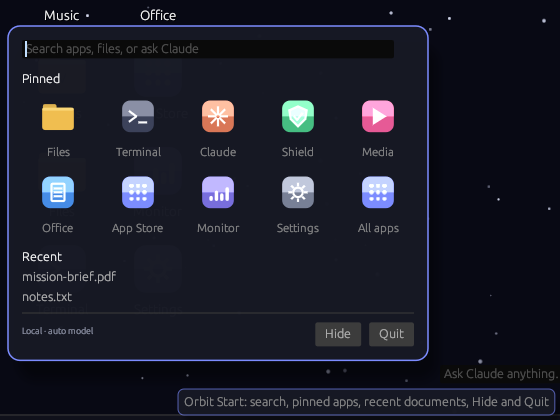 Music • Office
Search apps, files, or ask Claude
Pinned
Files Terminal Claude Shield Media
Office App Store Monitor Settings All apps
Recent
mission-brief.pdf
notes.txt
Local · auto model Hide Quit
Ask Claude anything.
Orbit Start: search, pinned apps, recent documents, Hide and Quit